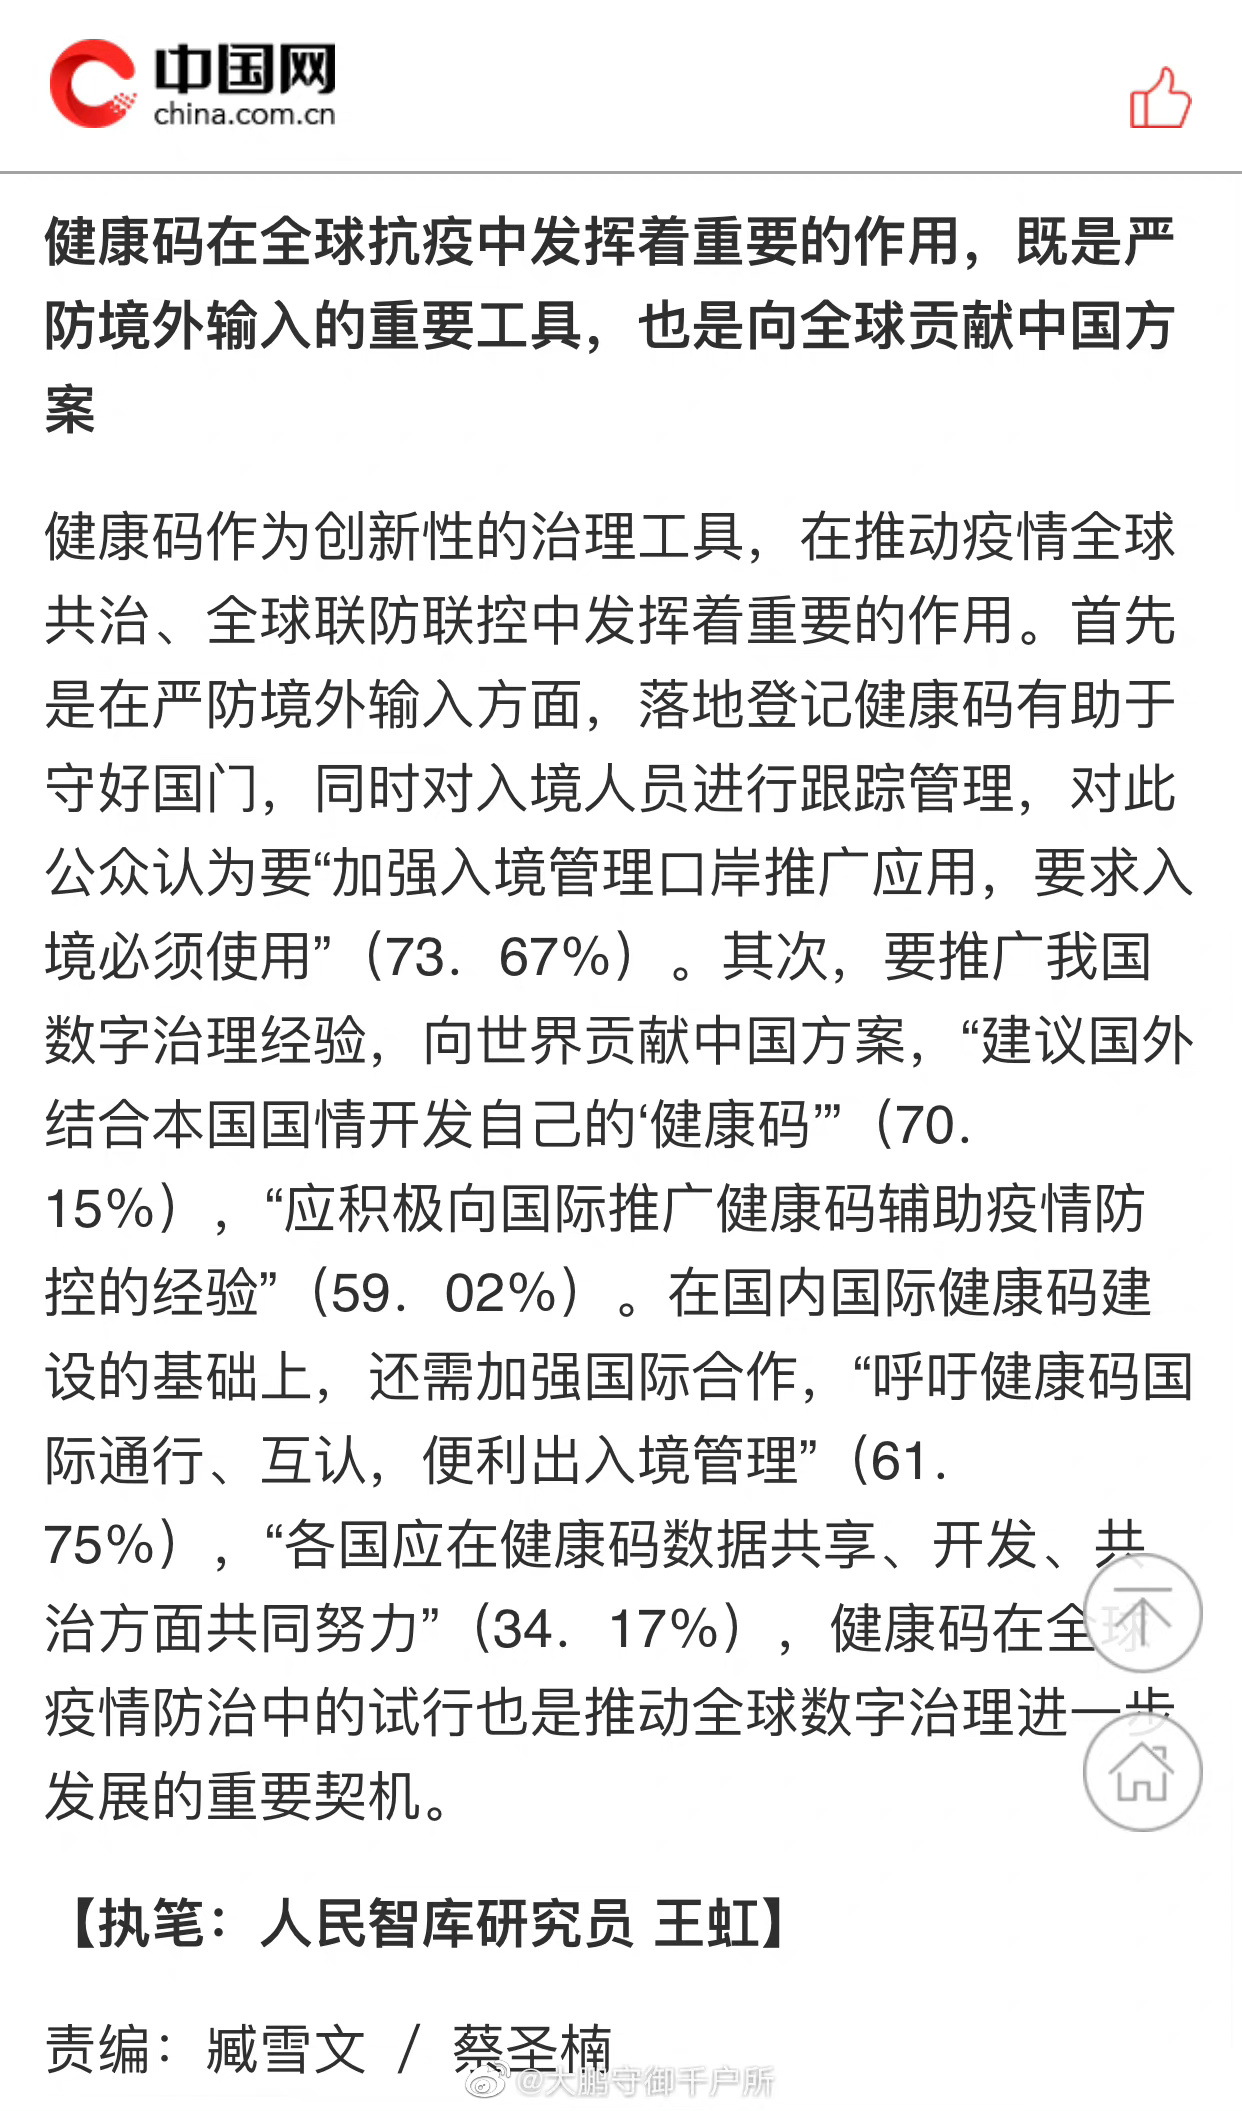 中国网
china.com.cn
健康码在全球抗疫中发挥着重要的作用，既是严
防境外输入的重要工具，也是向全球贡献中国方
案
健康码作为创新性的治理工具，在推动疫情全球
共治、全球联防联控中发挥着重要的作用。首先
是在严防境外输入方面，落地登记健康码有助于
守好国门，同时对入境人员进行跟踪管理，对此
公众认为要“加强入境管理口岸推广应用，要求入
境必须使用”（73．67%）。其次，要推广我国
数字治理经验，向世界贡献中国方案，“建议国外
结合本国国情开发自己的‘健康码’”（70．
15%），“应积极向国际推广健康码辅助疫情防
控的经验”（59．02%）。在国内国际健康码建
设的基础上，还需加强国际合作，“呼吁健康码国
际通行、互认，便利出入境管理”（61．
75%），“各国应在健康码数据共享、开发、共
治方面共同努力”（34．17%），健康码在全球
疫情防治中的试行也是推动全球数字治理进一步
发展的重要契机。
【执笔：人民智库研究员 王虹】
责编：臧雪文 / 蔡圣楠
@大鹏守御千户所